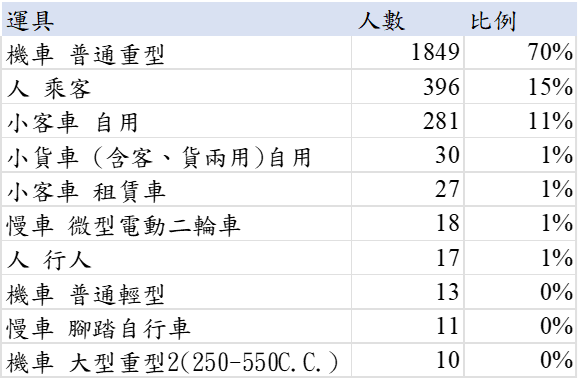 運具 人數 比例
機車 普通重型 1849 70%
人 乘客 396 15%
小客車 自用 281 11%
小貨車 (含客、貨兩用)自用 30 1%
小客車 租賃車 27 1%
慢車 微型電動二輪車 18 1%
人 行人 17 1%
機車 普通輕型 13 0%
慢車 腳踏自行車 11 0%
機車 大型重型2(250-550C.C.) 10 0%